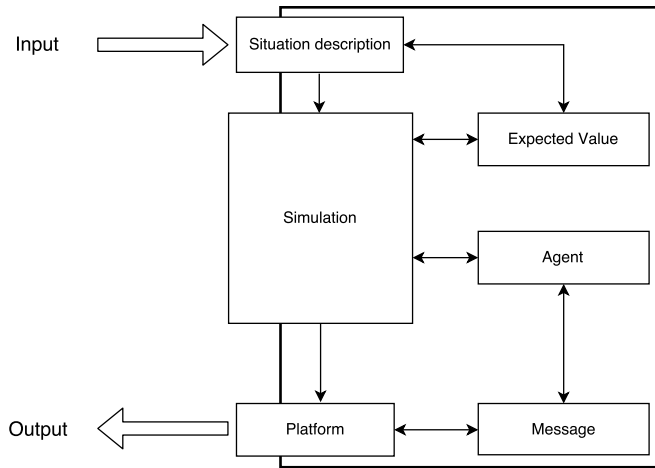 Input
Situation description
Expected Value
Simulation
Agent
Output
Platform
Message